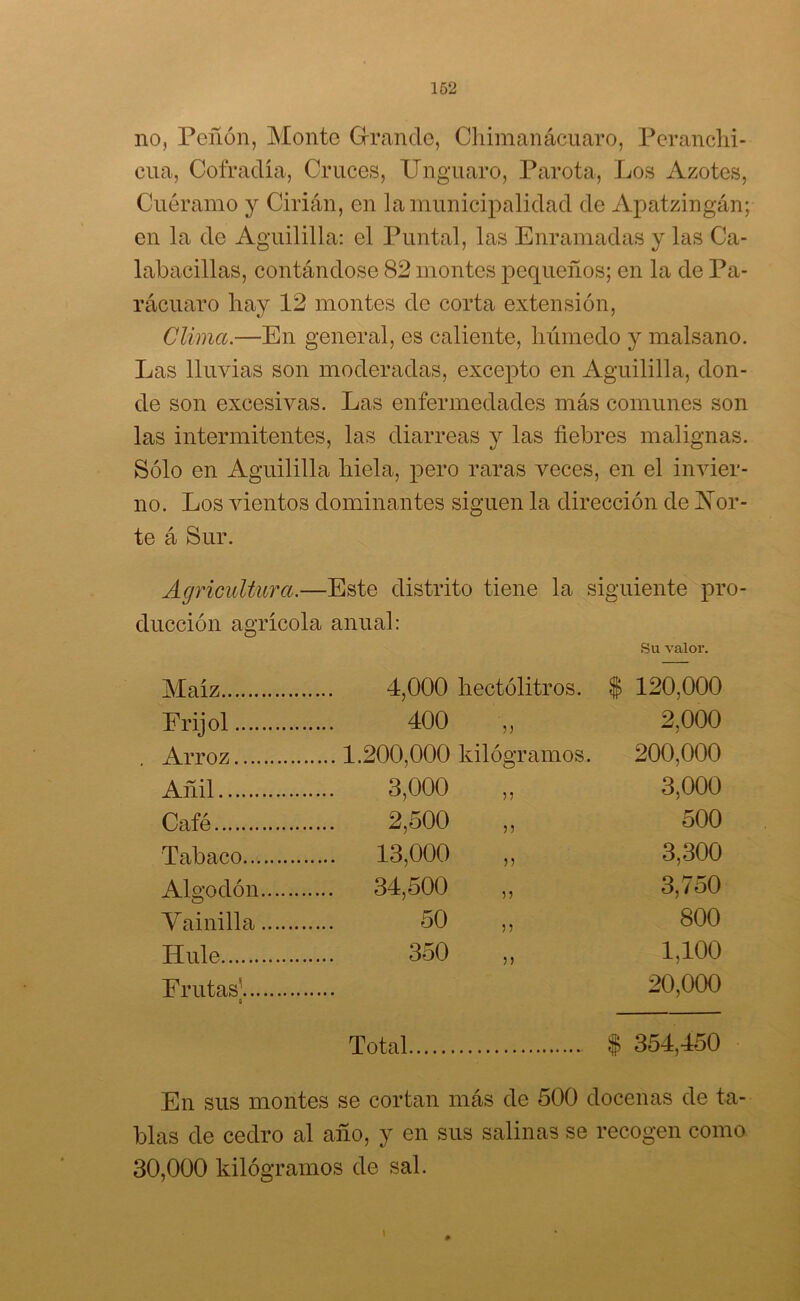 152
no, Peñón, Monte Grande, Chimanácuaro, Peranchi-
cua, Cofradía, Cruces, Unguaro, Parota, Los Azotes,
Cuéramo y Cirián, en la municipalidad de Apatzingán;
en la de Aguililla: el Puntal, las Enramadas y las Ca-
labacillas, contándose 82 montes pequeños; en la de Pa-
rácuaro hay 12 montes de corta extensión,
Clima.—En general, es caliente, húmedo y malsano.
Las lluvias son moderadas, excepto en Aguililla, don-
de son excesivas. Las enfermedades más comunes son
las intermitentes, las diarreas y las fiebres malignas.
Sólo en Aguililla hiela, pero raras veces, en el invier-
no. Los vientos dominantes siguen la dirección de Nor-
te á Sur.
Agricultura.—Este distrito tiene la siguiente pro-
ducción agrícola anual:
Su valor.
Maíz.................. 4,000 hectólitros. $ 120,000
Frijol................ 400 ,, 2,000
Arroz...............1.200,000 kilógramos. 200,000
Añil.................. 3,000 ,, 3,000
Café.................. 2,500 ,, 500
Tabaco............... 13,000 ,, 3,300
Algodón............ 34,500 ,, 3,750
Vainilla............ 50 ,, 800
Hule.................. 350 ,, 1,100
Frutas............... 20,000
Total........................... $ 354,450
En sus montes se cortan más de 500 docenas de ta-
blas de cedro al año, y en sus salinas se recogen como
30,000 kilógramos de sal.